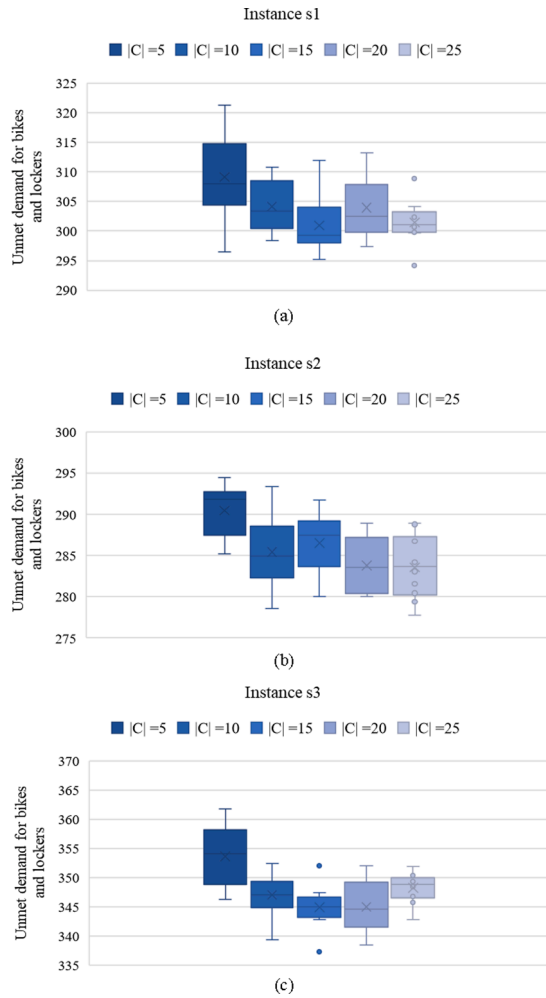 Instance s1
|C| =5 |C| =10 |C| =15 |C| =20 |C| =25
325
320
315
310
305
300
295
290
Unmet demand for bikes
and lockers
(a)
Instance s2
|C| =5 |C| =10 |C| =15 |C| =20 |C| =25
300
295
290
285
280
275
Unmet demand for bikes
and lockers
(b)
Instance s3
|C| =5 |C| =10 |C| =15 |C| =20 |C| =25
370
365
360
355
350
345
340
335
Unmet demand for bikes
and lockers
(c)